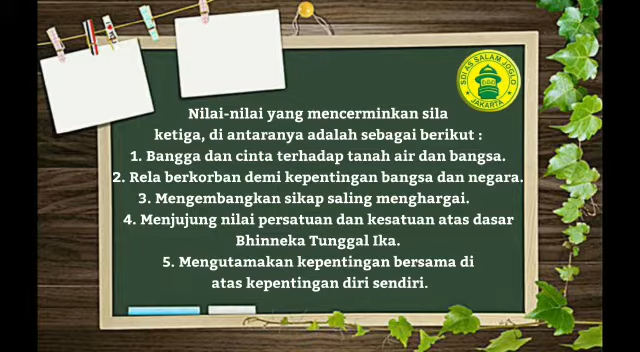 SDI AS SALAM JOGLO
JAKARTA
Nilai-nilai yang mencerminkan sila
ketiga, di antaranya adalah sebagai berikut :
1. Bangga dan cinta terhadap tanah air dan bangsa.
2. Rela berkorban demi kepentingan bangsa dan negara.
3. Mengembangkan sikap saling menghargai.
4. Menjujung nilai persatuan dan kesatuan atas dasar
Bhinneka Tunggal Ika.
5. Mengutamakan kepentingan bersama di
atas kepentingan diri sendiri.